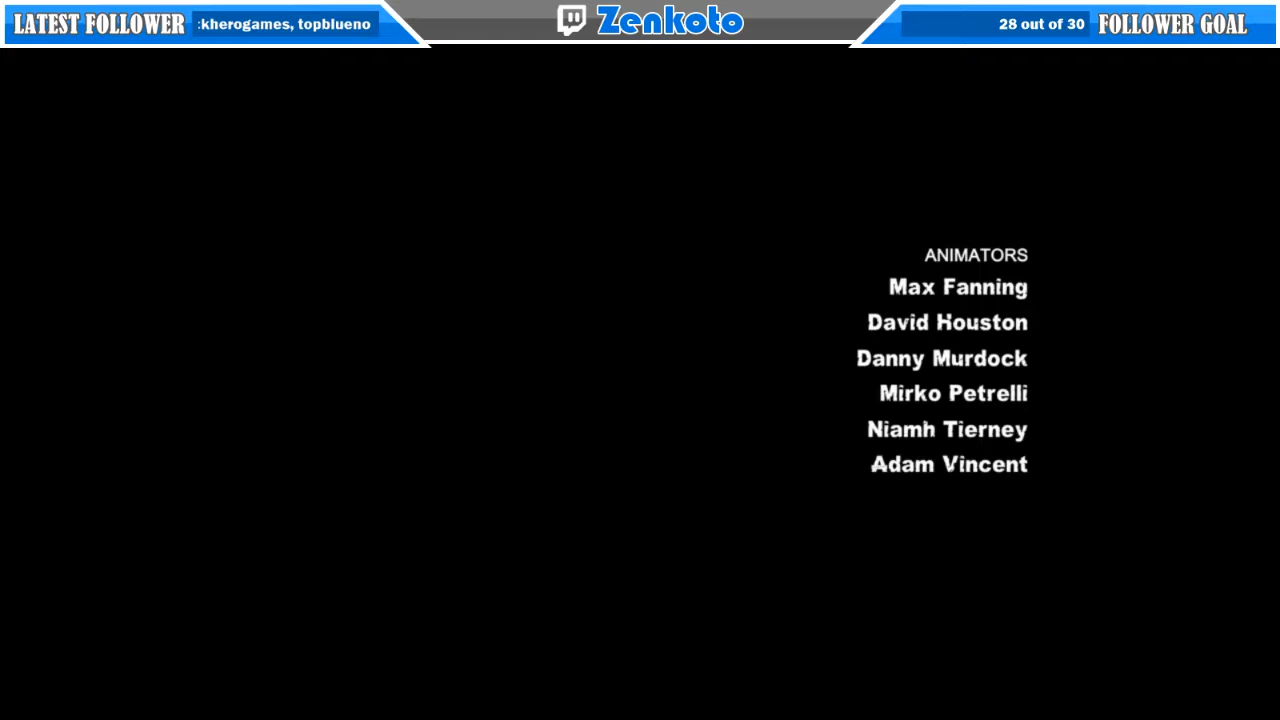 LATEST FOLLOWER :kherogames, topblueno
Zenkoto
28 out of 30 FOLLOWER GOAL
ANIMATORS
Max Fanning
David Houston
Danny Murdock
Mirko Petrelli
Niamh Tierney
Adam Vincent